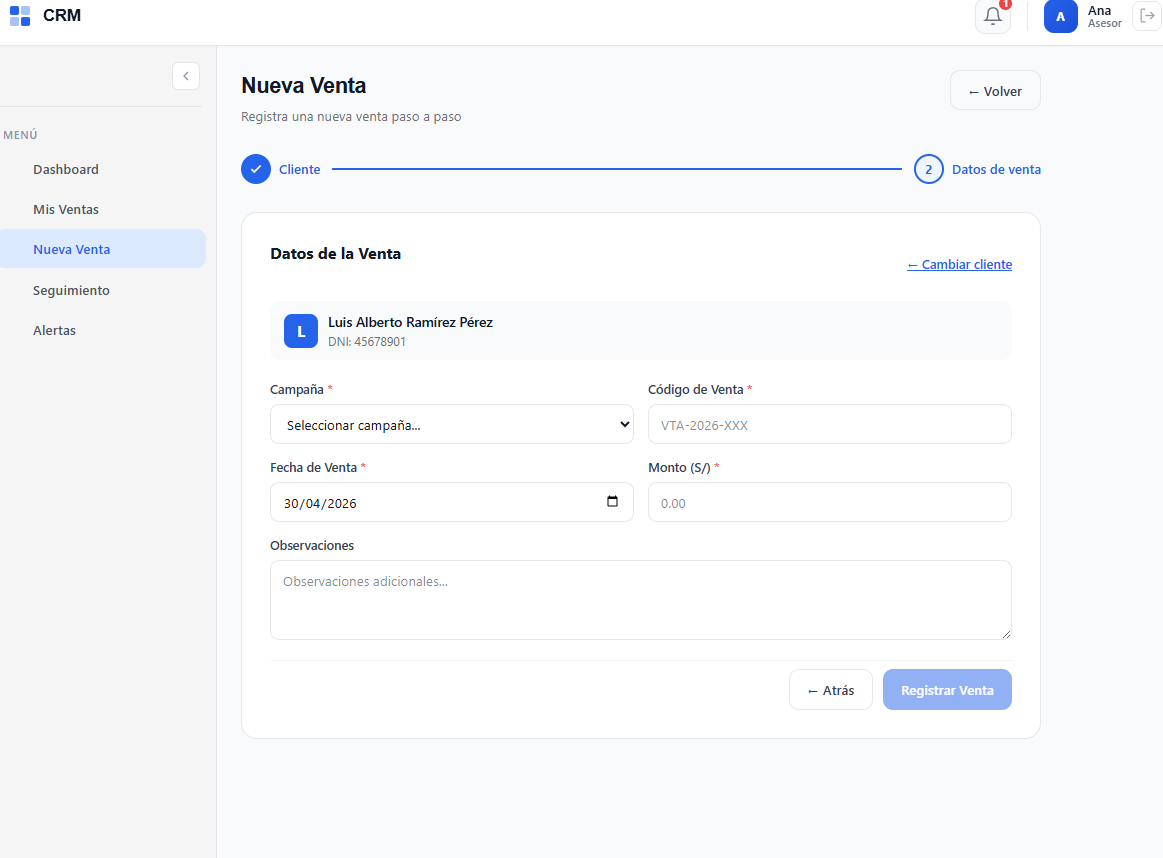 CRM
1
A
Ana
Asesor
MENÚ
Dashboard
Mis Ventas
Nueva Venta
Seguimiento
Alertas
Nueva Venta
← Volver
Registra una nueva venta paso a paso
Cliente
2
Datos de venta
Datos de la Venta
← Cambiar cliente
L
Luis Alberto Ramírez Pérez
DNI: 45678901
Campaña *
Código de Venta *
Seleccionar campaña...
VTA-2026-XXX
Fecha de Venta *
Monto (S/) *
30/04/2026
0.00
Observaciones
Observaciones adicionales...
← Atrás
Registrar Venta